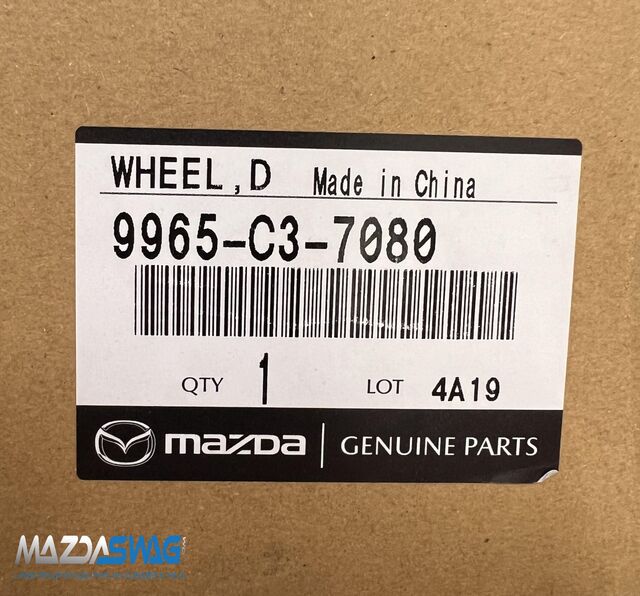 WHEEL,D Made in China
9965-C3-7080
QTY 1 LOT 4A19
mazda GENUINE PARTS
MAZDASWAG